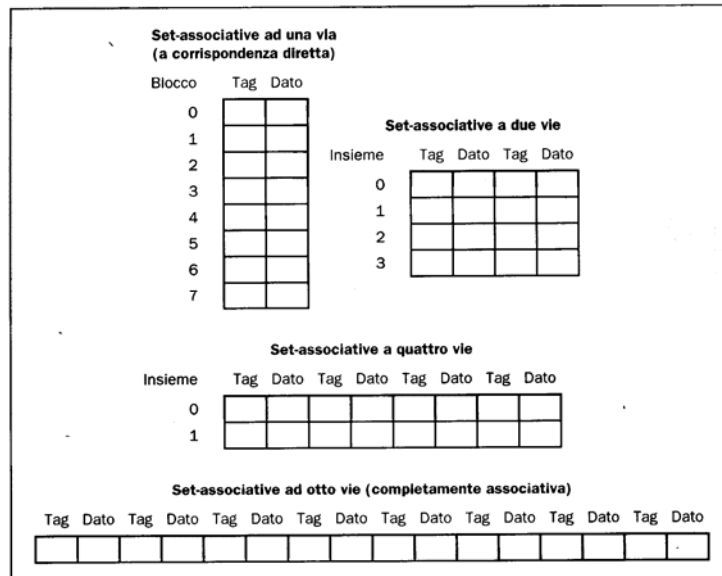 Set-associative ad una via
(a corrispondenza diretta)
Blocco Tag Dato
0
1
2
3
4
5
6
7
Set-associative a due vie
Insieme Tag Dato Tag Dato
0
1
2
3
Set-associative a quattro vie
Insieme Tag Dato Tag Dato Tag Dato Tag Dato
0
1
Set-associative ad otto vie (completamente associativa)
Tag Dato Tag Dato Tag Dato Tag Dato Tag Dato Tag Dato Tag Dato Tag Dato